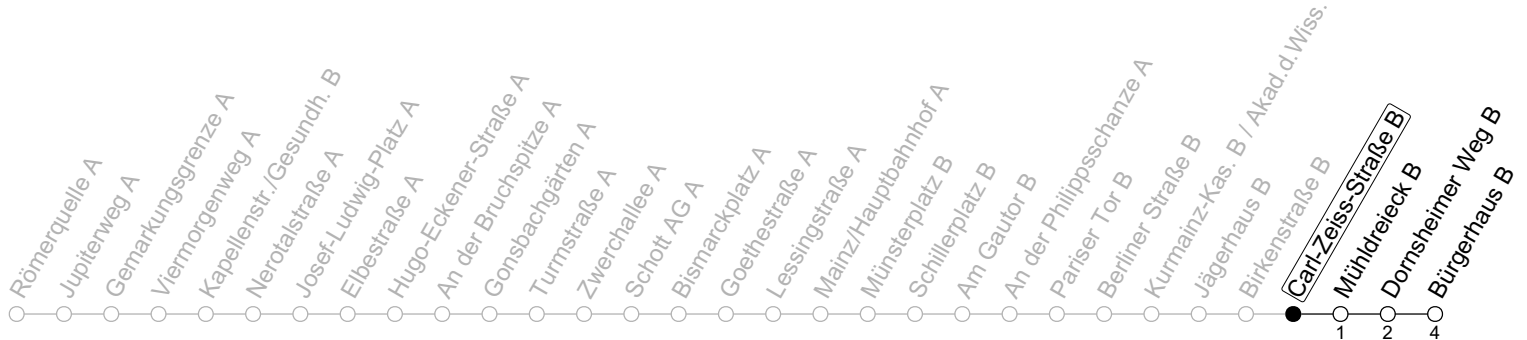 Römerquelle A
Jupiterweg A
Gemarkungsgrenze A
Viermorgenweg A
Kapellenstr./Gesundh. B
Nerotalstraße A
Josef-Ludwig-Platz A
Elbestraße A
Hugo-Eckener-Straße A
An der Bruchspitze A
Gonsbachgärten A
Turmstraße A
Zwerchallee A
Schott AG A
Bismarckplatz A
Goethestraße A
Lessingstraße A
Mainz/Hauptbahnhof A
Münsterplatz B
Schillerplatz B
Am Gautor B
An der Philippsschanze A
Pariser Tor B
Berliner Straße B
Kurmainz-Kas. B / Akad.d.Wiss.
Jägerhaus B
Birkenstraße B
Carl-Zeiss-Straße B
Mühldreieck B
Dornsheimer Weg B
Bürgerhaus B
1 2 4